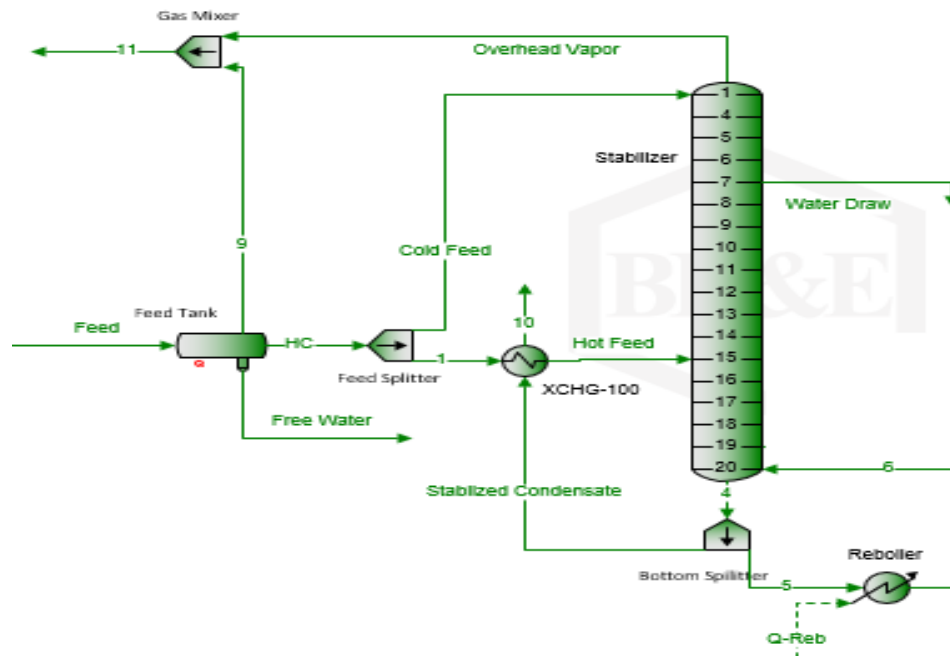 Gas Mixer
11
Overhead Vapor
1
4
5
Stabilizer
6
7
Water Draw
8
9
Cold Feed
9
10
11
12
13
Feed Tank
Feed
HC
10
Hot Feed
14
1
15
Q
Feed Splitter
XCHG-100
16
17
Free Water
18
19
20
6
Stablized Condensate
4
Reboiler
Bottom Spilitter
5
Q-Reb